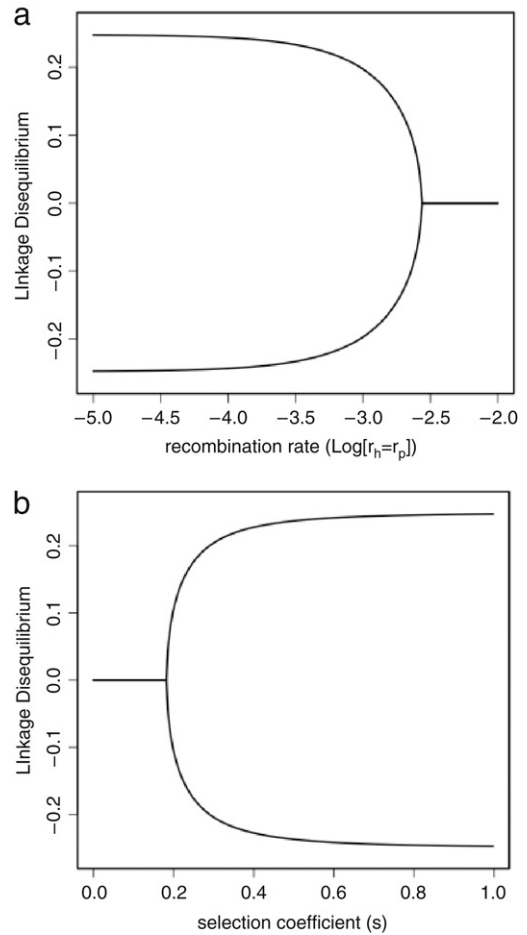 a
LInkage Disequilibrium
0.2
0.1
0.0
−0.1
−0.2
−5.0 −4.5 −4.0 −3.5 −3.0 −2.5 −2.0
recombination rate (Log[rh=rp])
b
LInkage Disequilibrium
0.2
0.1
0.0
−0.1
−0.2
0.0 0.2 0.4 0.6 0.8 1.0
selection coefficient (s)